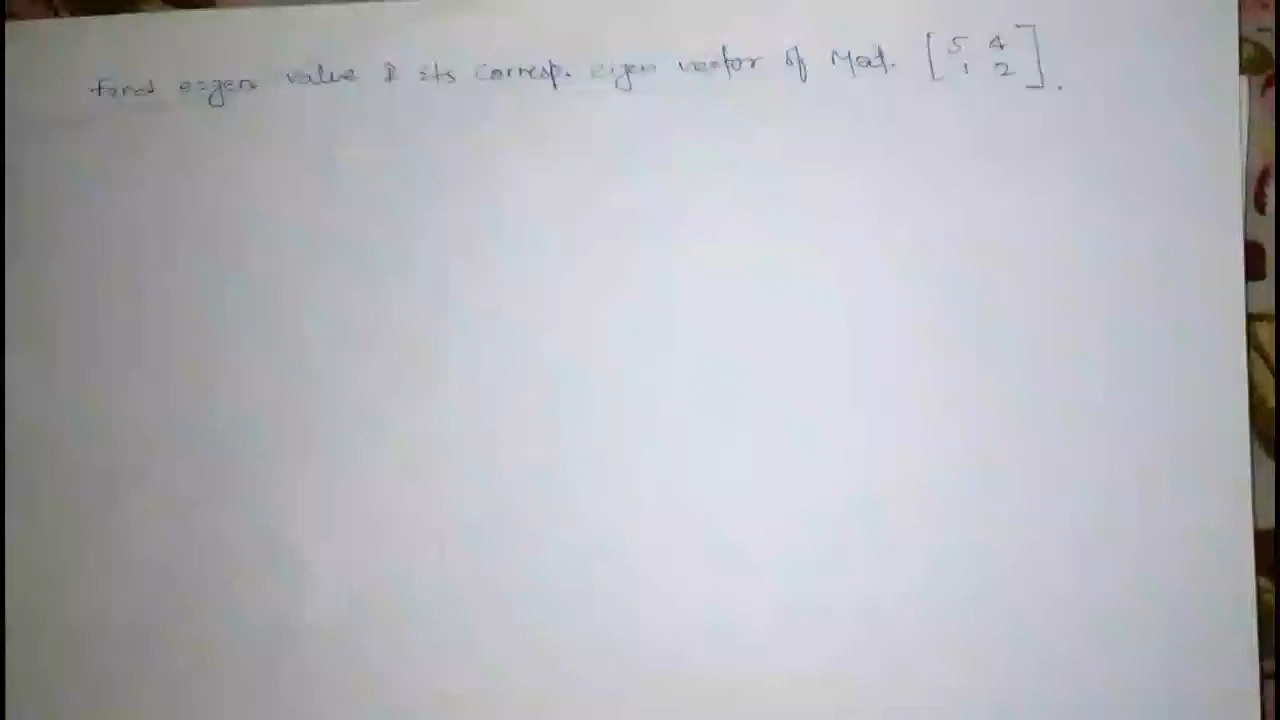 Find eigen value & its corresp. eigen vector of Mat. [5 4
1 2].